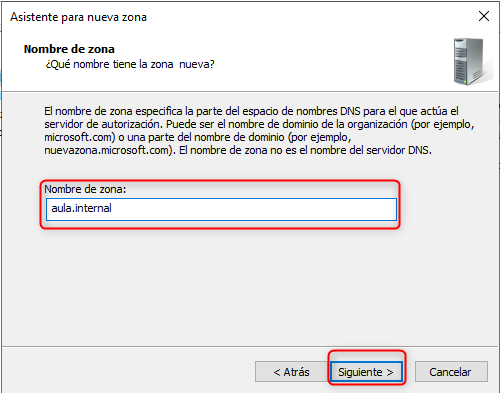 Asistente para nueva zona
Nombre de zona
¿Qué nombre tiene la zona nueva?
El nombre de zona especifica la parte del espacio de nombres DNS para el que actúa el
servidor de autorización. Puede ser el nombre de dominio de la organización (por ejemplo,
microsoft.com) o una parte del nombre de dominio (por ejemplo,
nuevazona.microsoft.com). El nombre de zona no es el nombre del servidor DNS.
Nombre de zona:
aula.internal
< Atrás
Siguiente >
Cancelar